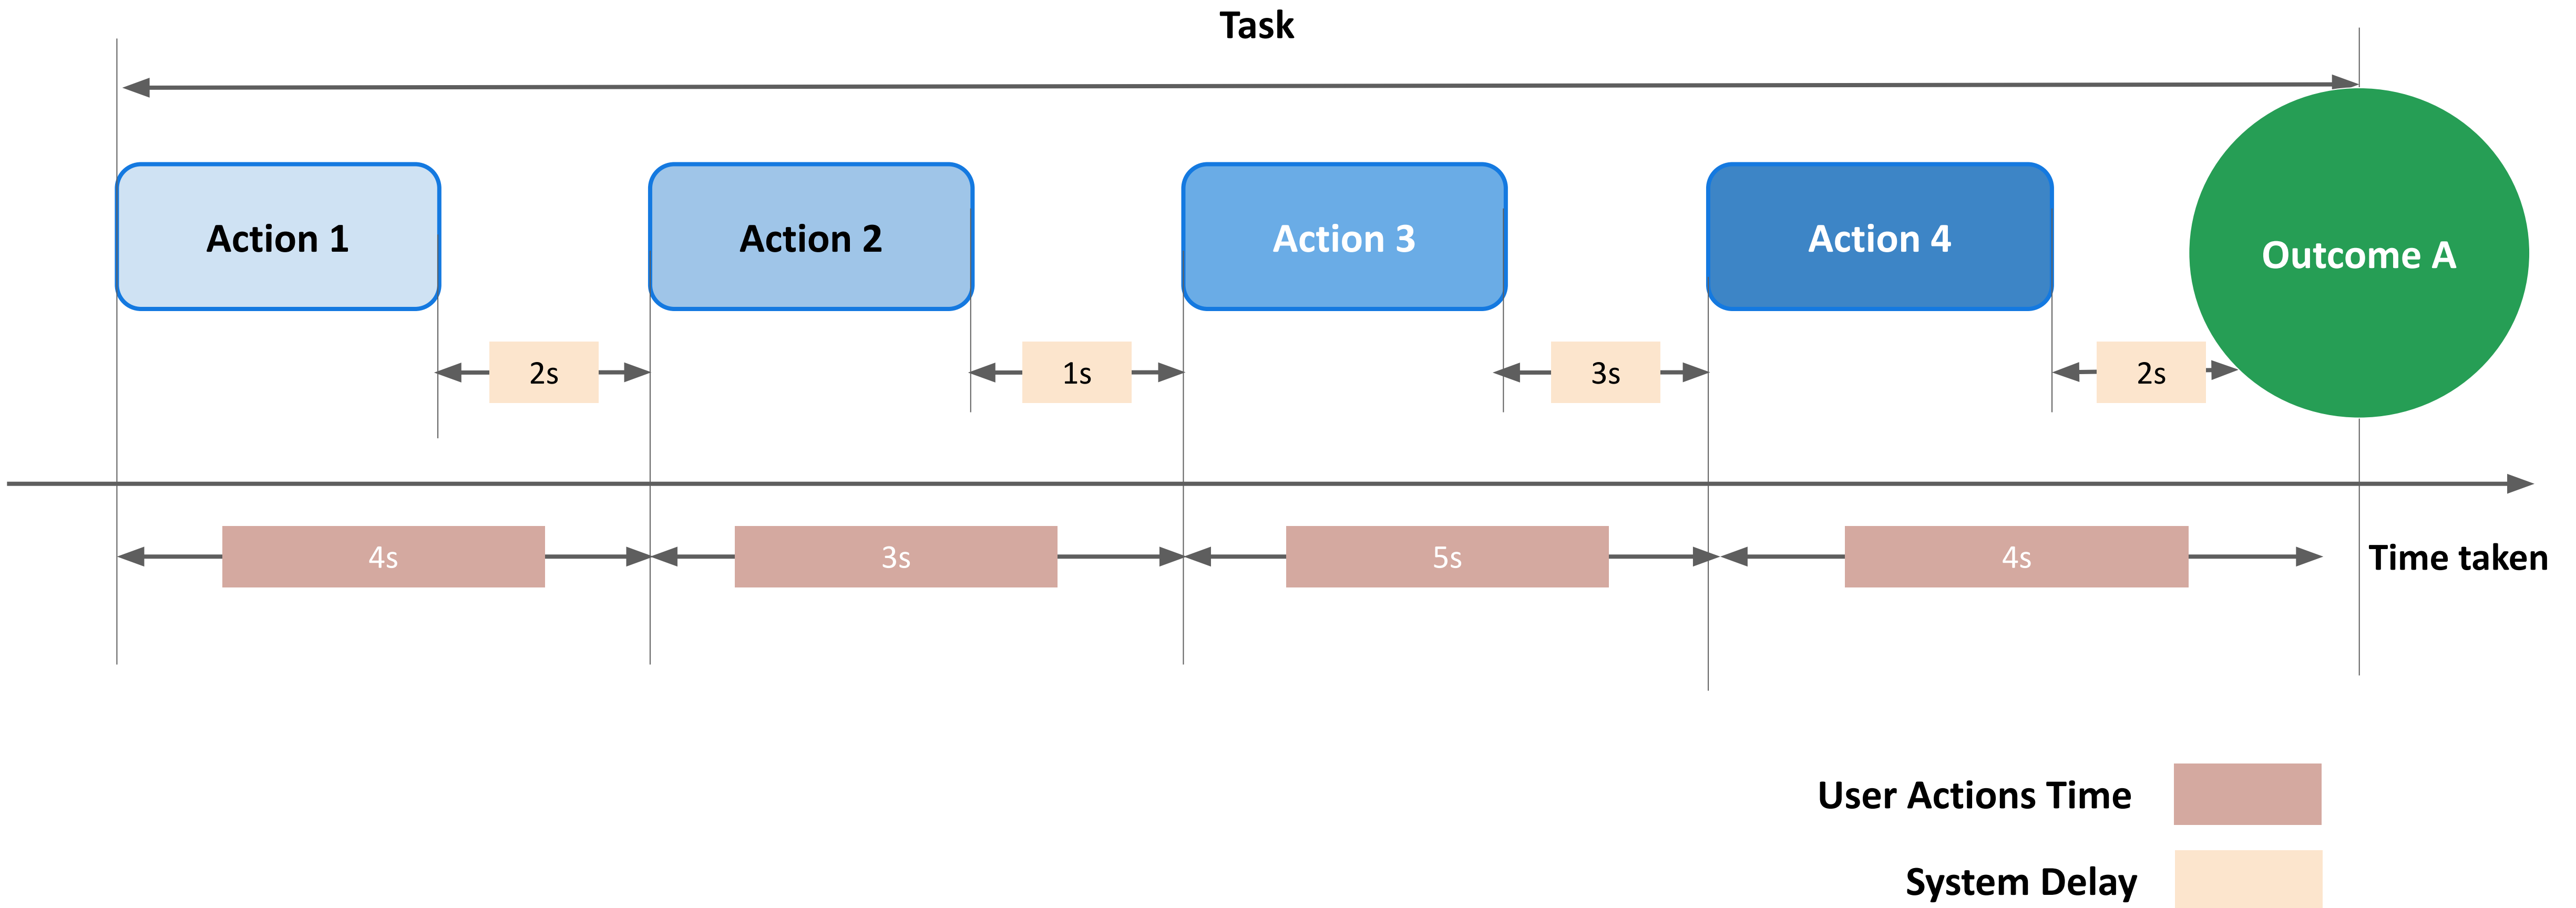 Task
Action 1
Action 2
Action 3
Action 4
Outcome A
2s
1s
3s
2s
4s
3s
5s
4s
Time taken
User Actions Time
System Delay